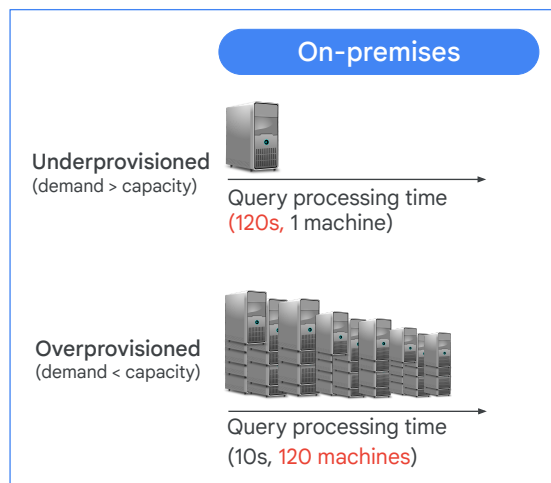 On-premises
Underprovisioned
(demand > capacity)
Query processing time
(120s, 1 machine)
Overprovisioned
(demand < capacity)
Query processing time
(10s, 120 machines)